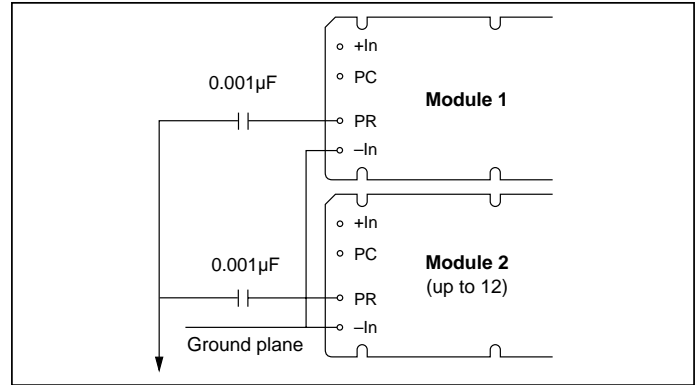 +In
0.001µF
PC
Module 1
PR
–In
+In
PC
0.001µF
Module 2
(up to 12)
PR
–In
Ground plane